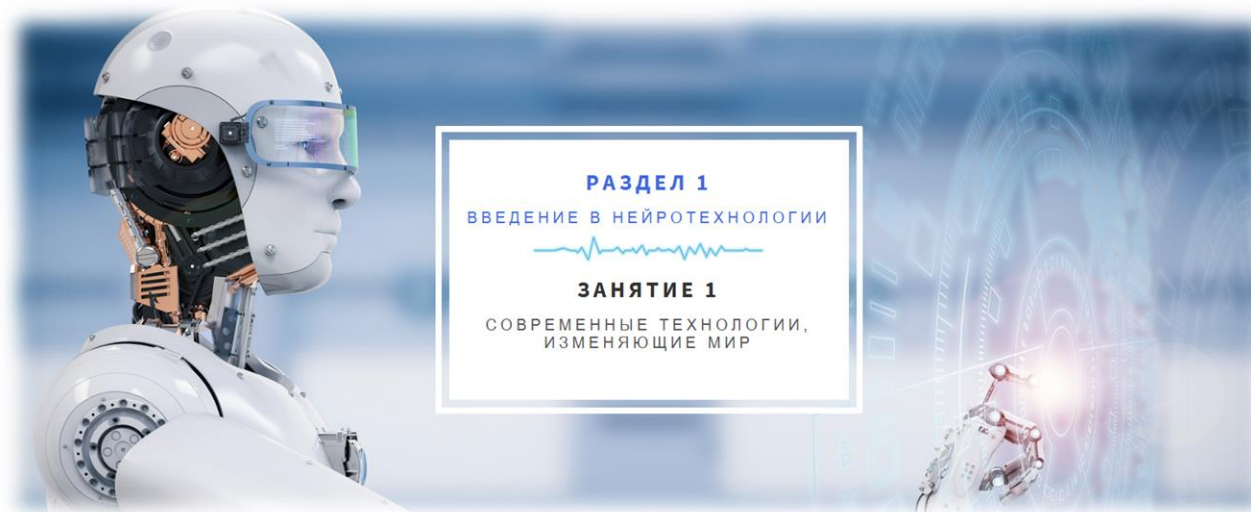 РАЗДЕЛ 1
ВВЕДЕНИЕ В НЕЙРОТЕХНОЛОГИИ
ЗАНЯТИЕ 1
СОВРЕМЕННЫЕ ТЕХНОЛОГИИ,
ИЗМЕНЯЮЩИЕ МИР